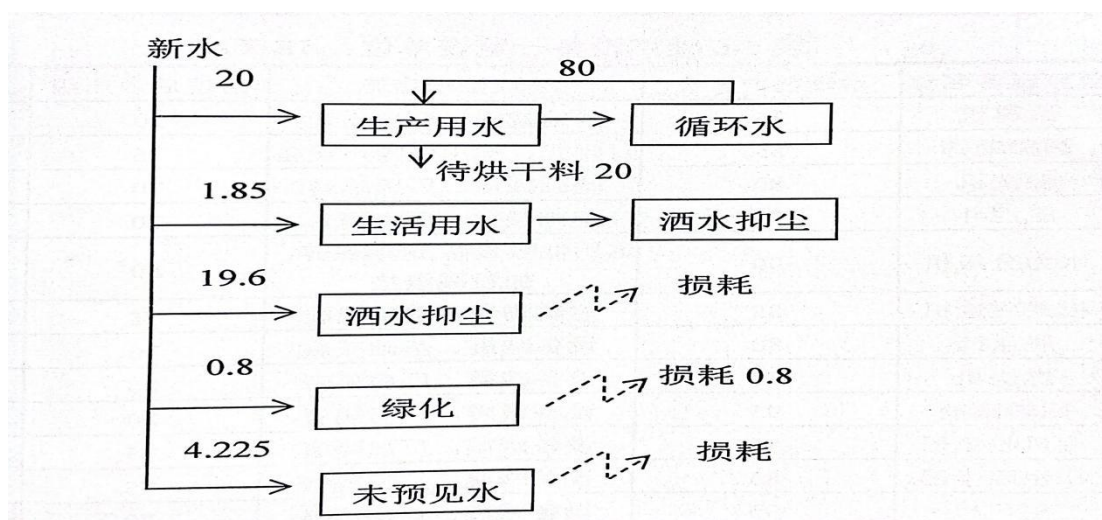 新水
20
80
生产用水
循环水
待烘干料 20
1.85
生活用水
洒水抑尘
19.6
洒水抑尘
损耗
0.8
绿化
损耗 0.8
4.225
未预见水
损耗